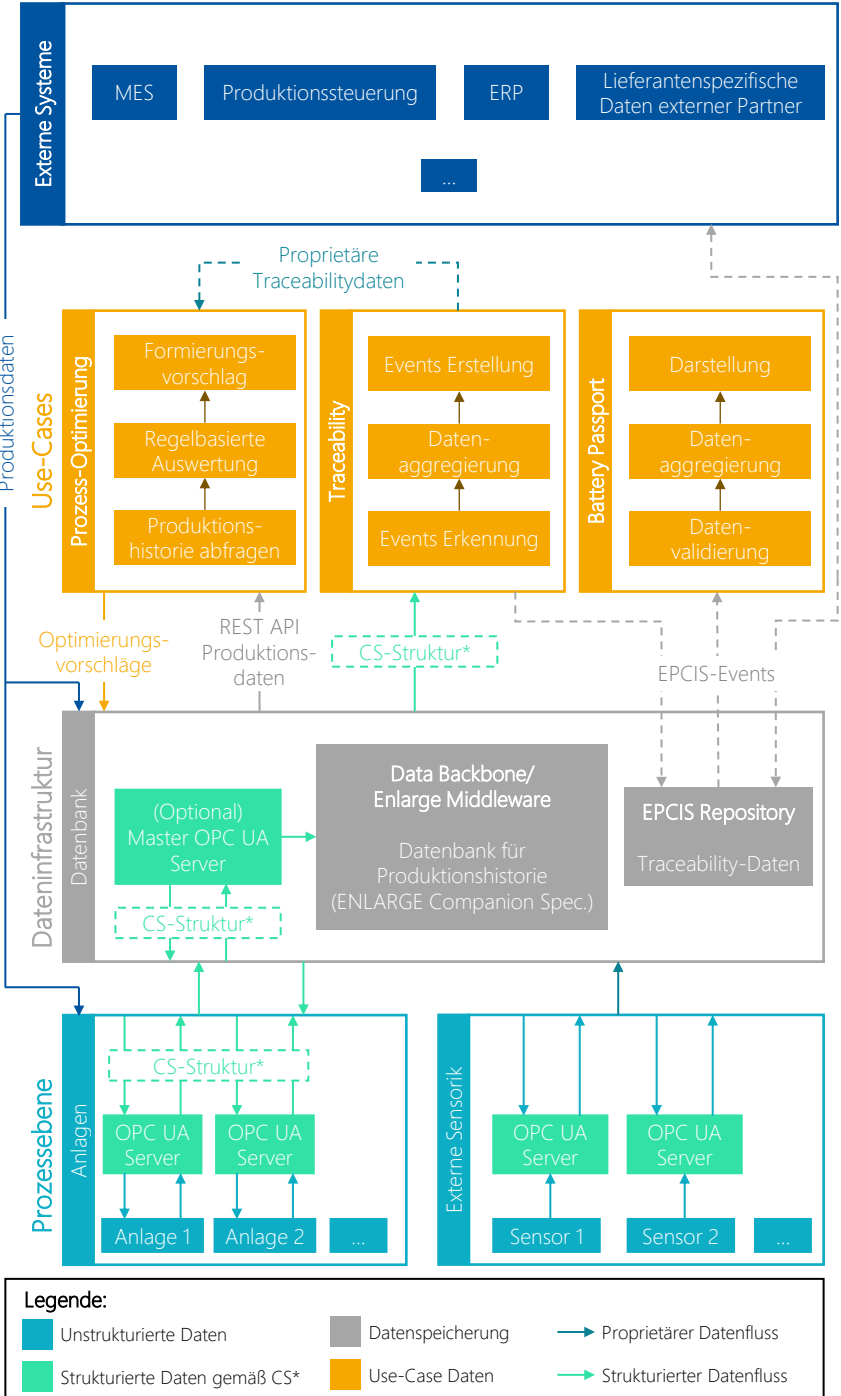 Externe Systeme
MES
Produktionssteuerung
ERP
Lieferantenspezifische
Daten externer Partner
...
Produktionsdaten
Proprietäre
Traceabilitydaten
Use-Cases
Prozess-Optimierung
Formierungs-
vorschlag
Regelbasierte
Auswertung
Produktions-
historie abfragen
Traceability
Events Erstellung
Daten-
aggregierung
Events Erkennung
Battery Passport
Darstellung
Daten-
aggregierung
Daten-
validierung
Optimierungs-
vorschläge
REST API
Produktions-
daten
CS-Struktur*
EPCIS-Events
Dateninfrastruktur
Datenbank
(Optional)
Master OPC UA
Server
CS-Struktur*
Data Backbone/
Enlarge Middleware
Datenbank für
Produktionshistorie
(ENLARGE Companion Spec.)
EPCIS Repository
Traceability-Daten
Prozessebene
Anlagen
CS-Struktur*
OPC UA
Server
OPC UA
Server
Anlage 1
Anlage 2
...
Externe Sensorik
OPC UA
Server
OPC UA
Server
Sensor 1
Sensor 2
...
Legende:
Unstrukturierte Daten
Datenspeicherung
Proprietärer Datenfluss
Strukturierte Daten gemäß CS*
Use-Case Daten
Strukturierter Datenfluss